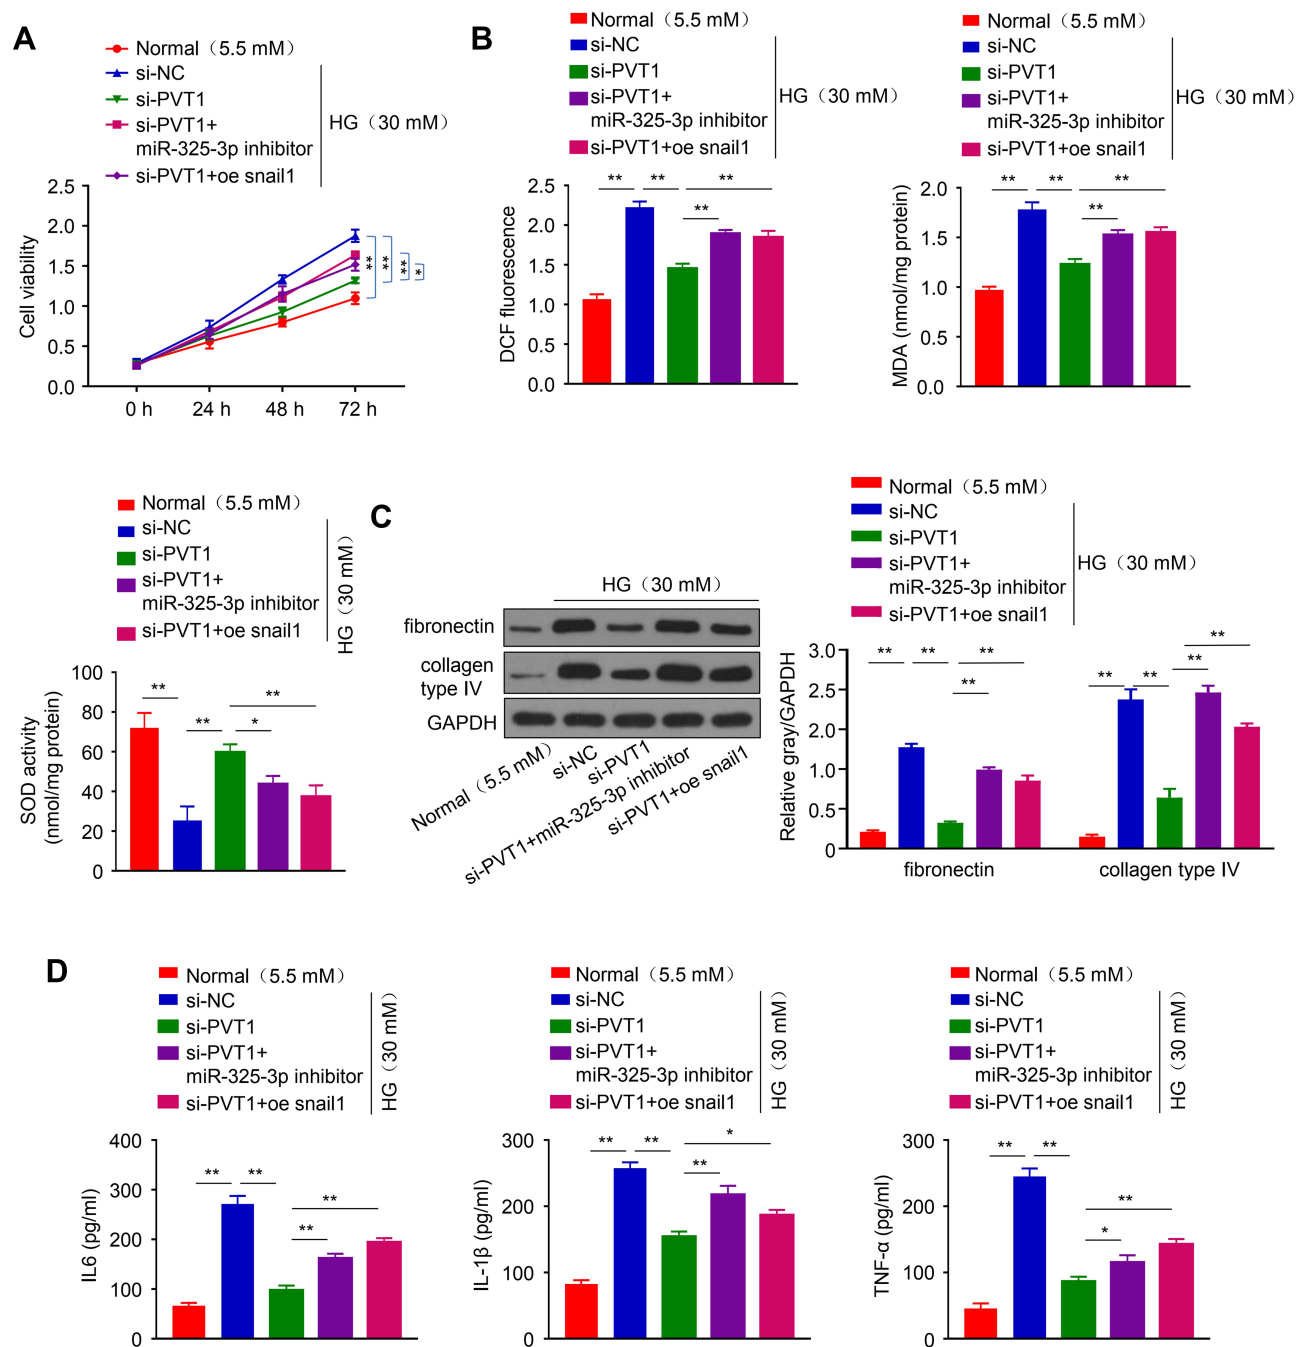 A
Normal（5.5 mM）
si-NC
si-PVT1
si-PVT1+
miR-325-3p inhibitor
si-PVT1+oe snail1
HG（30 mM）
Cell viability
2.5
2.0
1.5
1.0
0.5
0.0
0 h
24 h
48 h
72 h
**
**
**
*
B
Normal（5.5 mM）
si-NC
si-PVT1
si-PVT1+
miR-325-3p inhibitor
si-PVT1+oe snail1
HG（30 mM）
DCF fluorescence
2.5
2.0
1.5
1.0
0.5
0.0
**
**
**
**
Normal（5.5 mM）
si-NC
si-PVT1
si-PVT1+
miR-325-3p inhibitor
si-PVT1+oe snail1
HG（30 mM）
MDA (nmol/mg protein)
2.0
1.5
1.0
0.5
0.0
**
**
**
**
Normal（5.5 mM）
si-NC
si-PVT1
si-PVT1+
miR-325-3p inhibitor
si-PVT1+oe snail1
HG（30 mM）
SOD activity
(nmol/mg protein)
100
80
60
40
20
0
**
**
**
*
C
HG（30 mM）
fibronectin
collagen
type IV
GAPDH
Normal（5.5 mM）
si-NC
si-PVT1
si-PVT1+miR-325-3p inhibitor
si-PVT1+oe snail1
Normal（5.5 mM）
si-NC
si-PVT1
si-PVT1+
miR-325-3p inhibitor
si-PVT1+oe snail1
HG（30 mM）
Relative gray/GAPDH
3.0
2.5
2.0
1.0
0.5
0
**
**
**
**
**
**
**
**
fibronectin
collagen type IV
D
Normal（5.5 mM）
si-NC
si-PVT1
si-PVT1+
miR-325-3p inhibitor
si-PVT1+oe snail1
HG（30 mM）
IL6 (pg/ml)
400
300
200
100
0
**
**
**
**
Normal（5.5 mM）
si-NC
si-PVT1
si-PVT1+
miR-325-3p inhibitor
si-PVT1+oe snail1
HG（30 mM）
IL-1β (pg/ml)
300
200
100
0
**
**
*
**
Normal（5.5 mM）
si-NC
si-PVT1
si-PVT1+
miR-325-3p inhibitor
si-PVT1+oe snail1
HG（30 mM）
TNF-α (pg/ml)
300
200
100
0
**
**
**
*